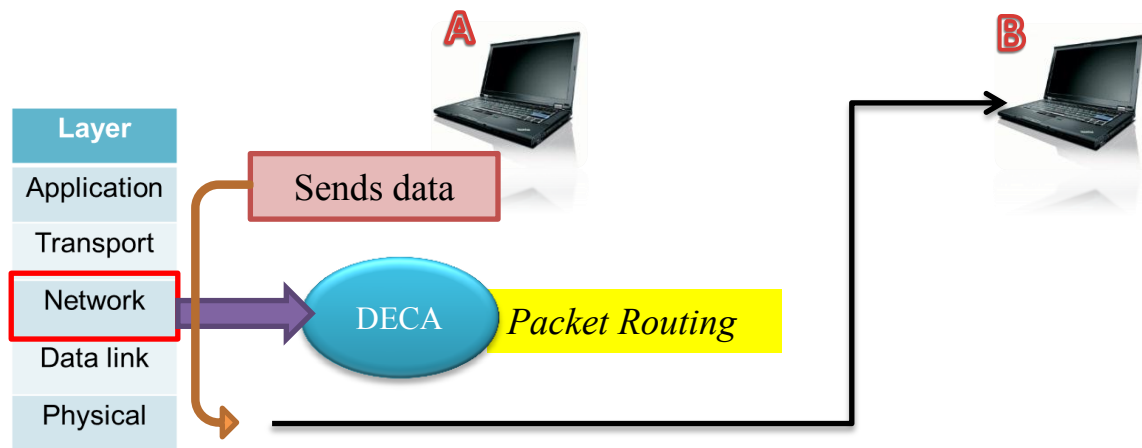 A
B
Layer
Application
Transport
Network
Data link
Physical
Sends data
DECA
Packet Routing